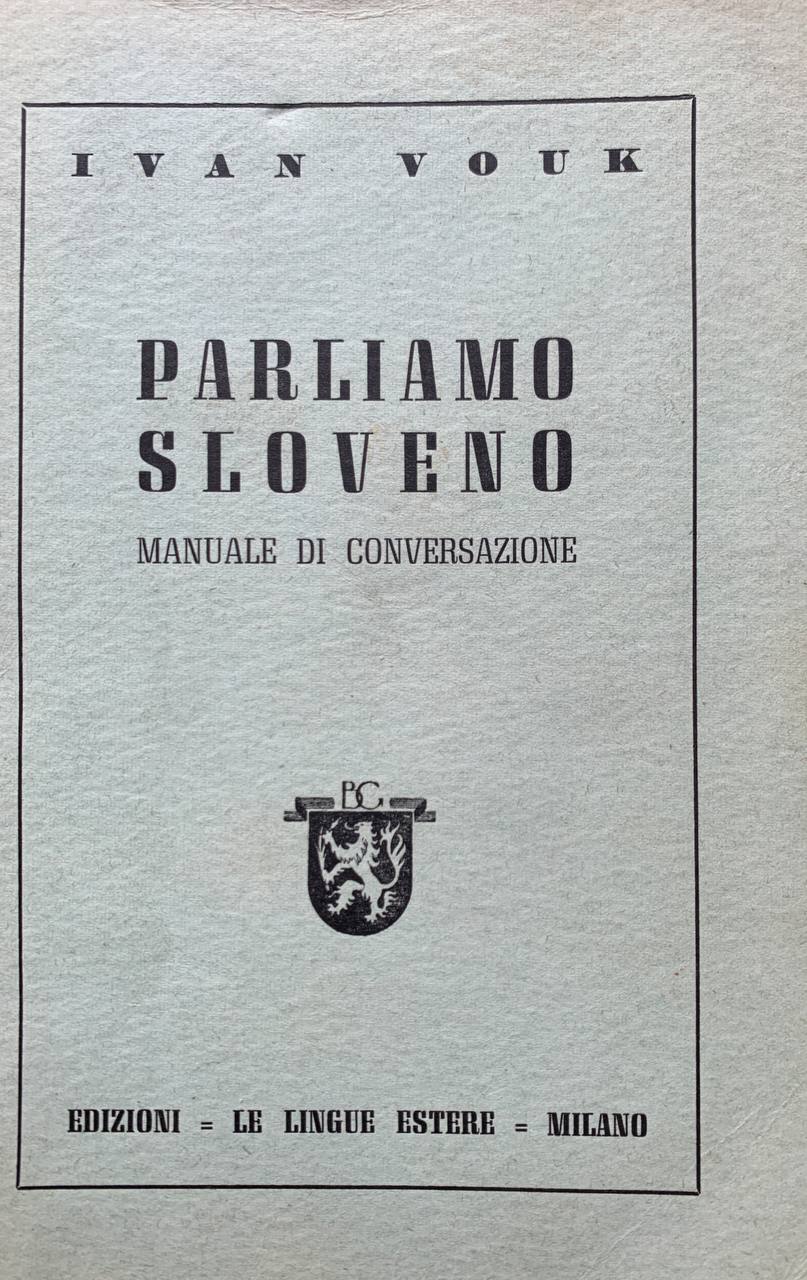 IVAN VOUK
PARLIAMO
SLOVENO
MANUALE DI CONVERSAZIONE
BG
EDIZIONI = LE LINGUE ESTERE = MILANO